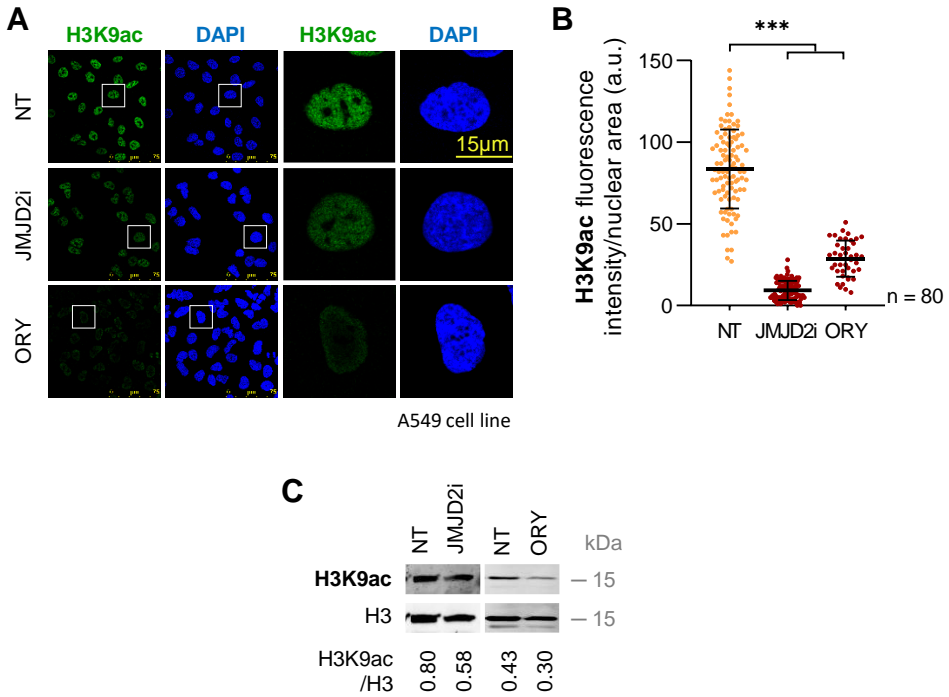 A
H3K9ac DAPI H3K9ac DAPI
NT
15µm
JMJD2i
ORY
A549 cell line
B
***
H3K9ac fluorescence
intensity/nuclear area (a.u.)
150
100
50
0
n = 80
NT JMJD2i ORY
C
NT JMJD2i NT ORY kDa
H3K9ac — 15
H3 — 15
H3K9ac
/H3
0.80 0.58 0.43 0.30